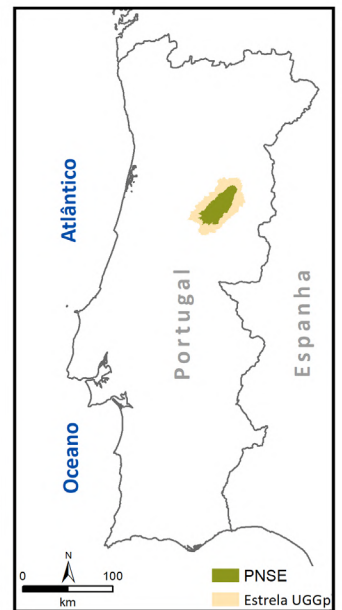 Atlântico
Oceano
Portugal
Espanha
N
0 100
km
PNSE
Estrela UGGp